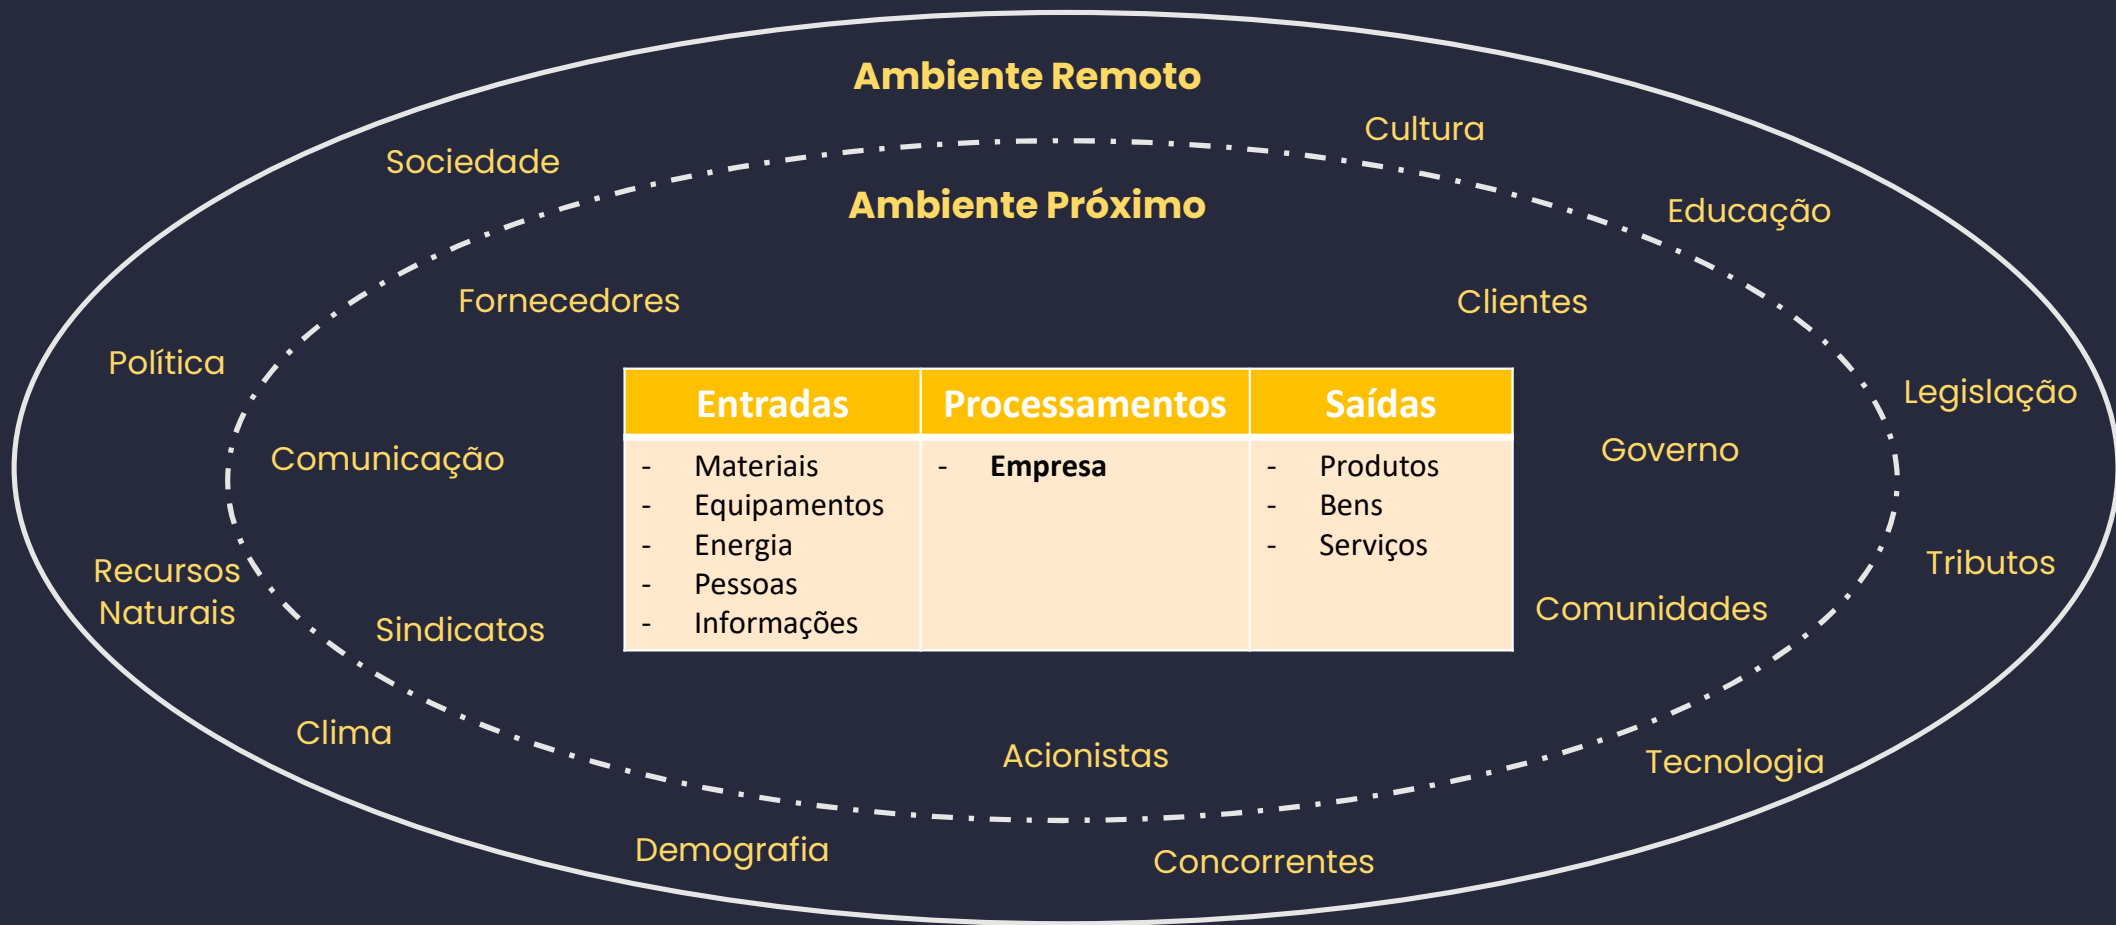 Ambiente Remoto
Cultura
Sociedade
Ambiente Próximo
Educação
Fornecedores
Clientes
Política
Legislação
Entradas Processamentos Saídas
Comunicação
Governo
- Materiais - Empresa - Produtos
- Equipamentos - Bens
- Energia - Serviços
- Pessoas
- Informações
Recursos
Naturais
Tributos
Sindicatos
Comunidades
Clima
Acionistas
Tecnologia
Demografia
Concorrentes